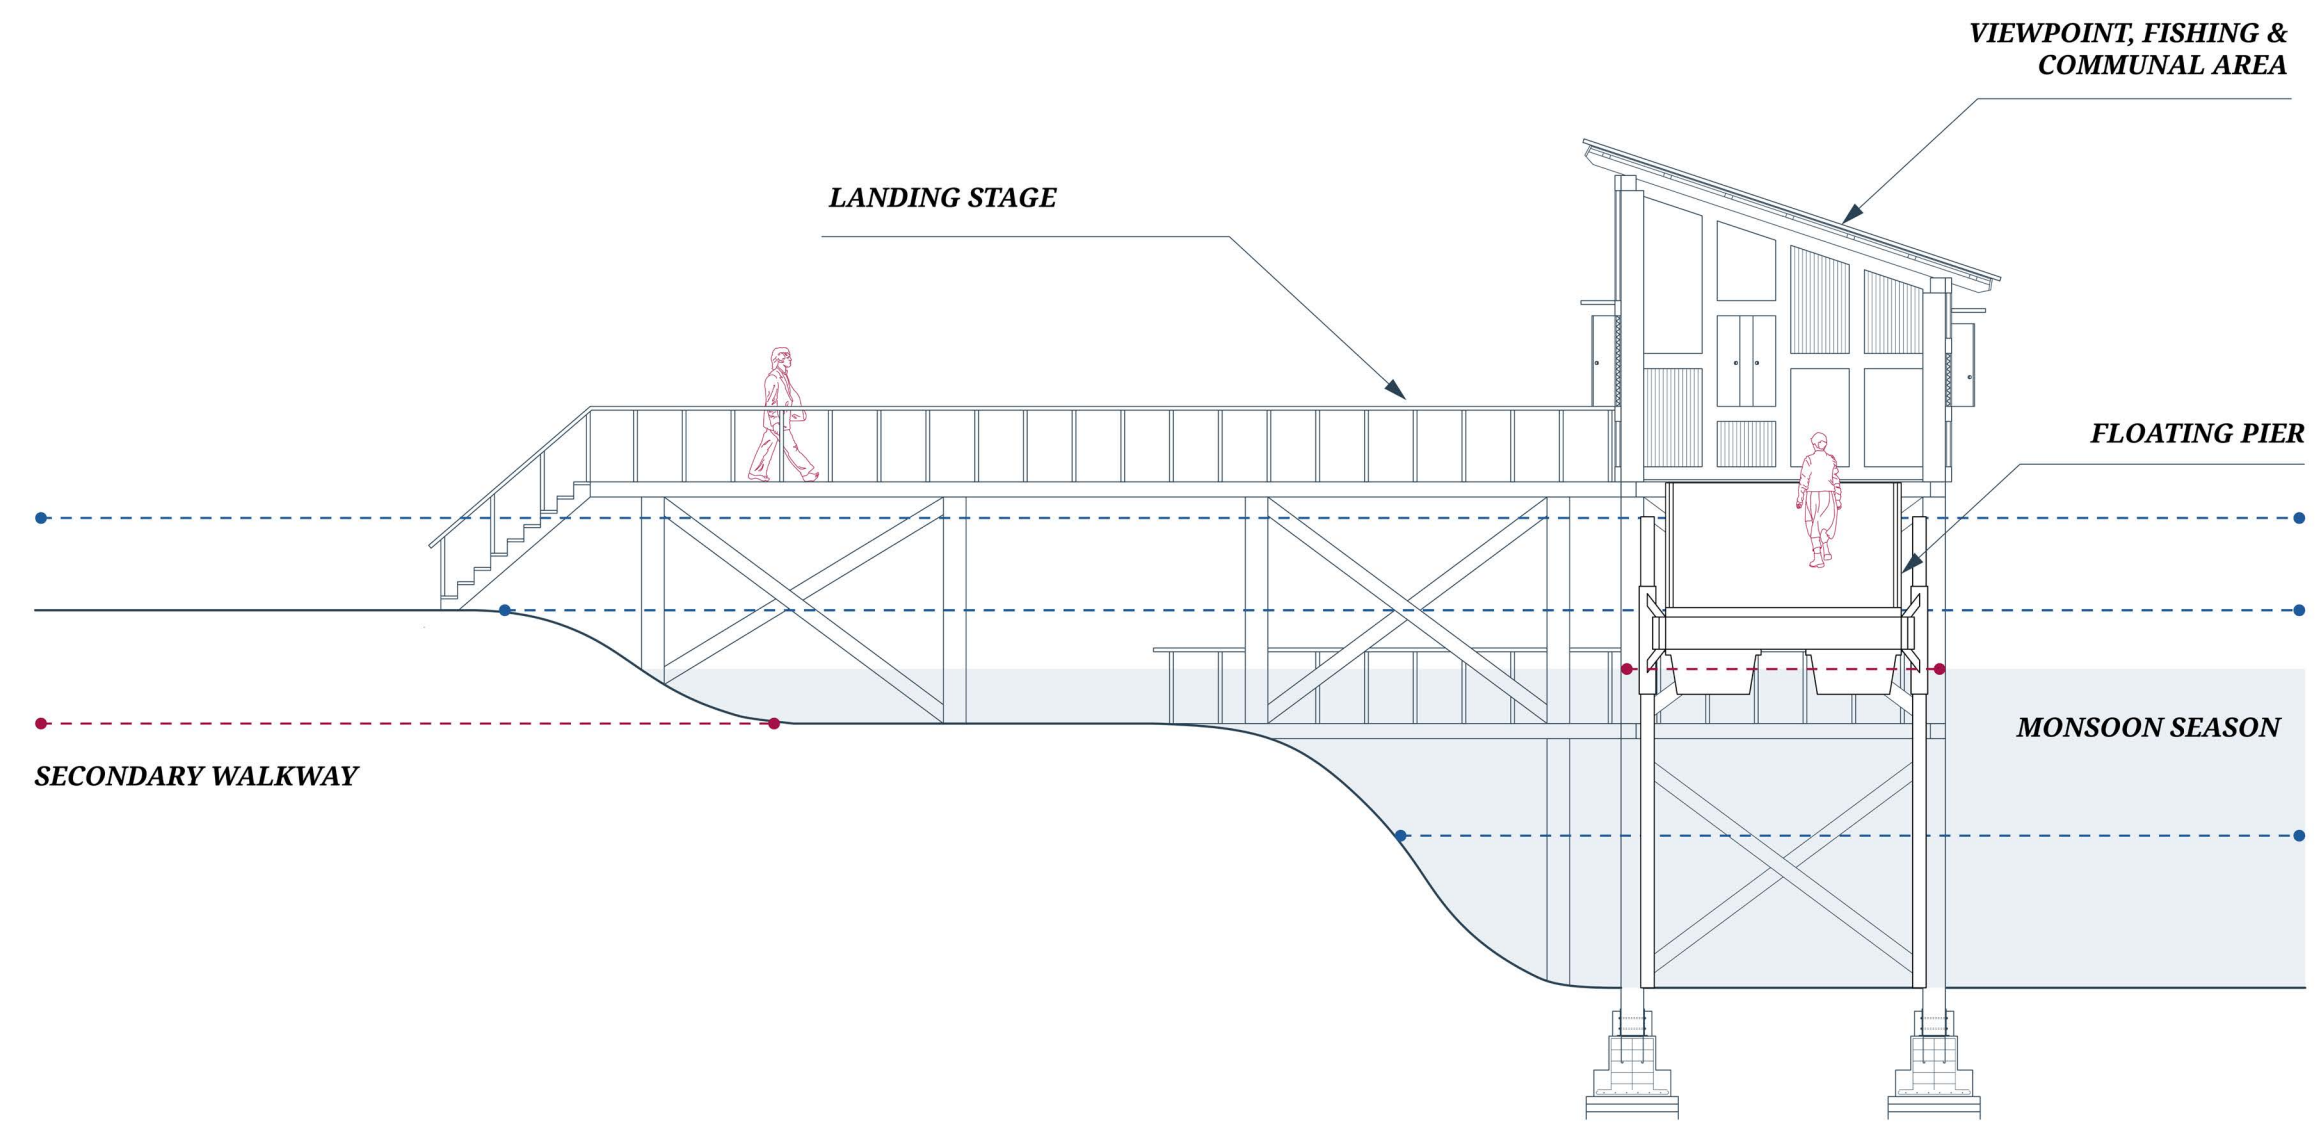 VIEWPOINT, FISHING &
COMMUNAL AREA
LANDING STAGE
FLOATING PIER
MONSOON SEASON
SECONDARY WALKWAY